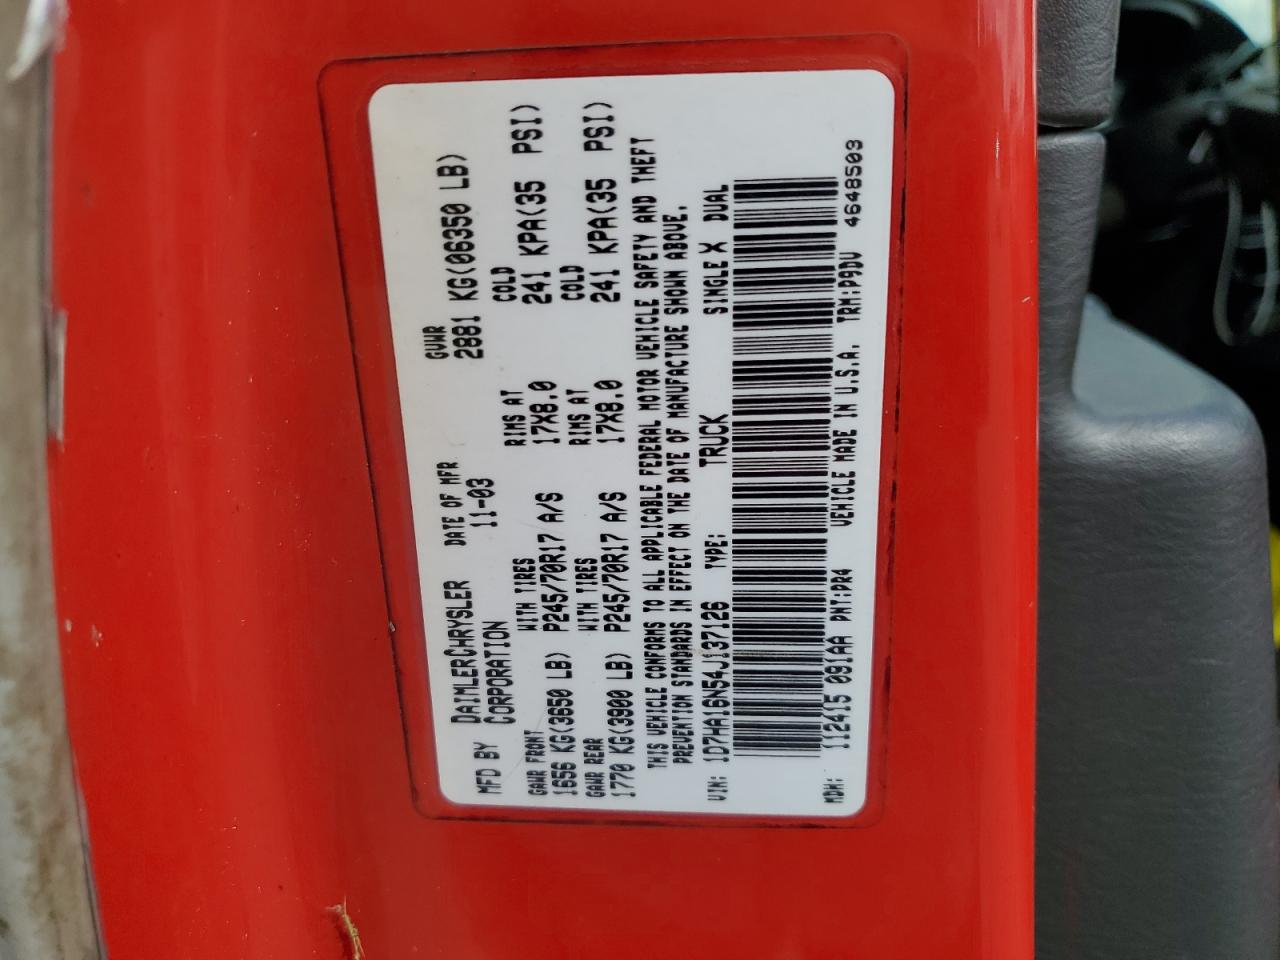 MFD BY DAIMLERCHRYSLER CORPORATION DATE OF MFR 11-03 GVWR 2881 KG(06350 LB)
GAWR FRONT WITH TIRES RIMS AT COLD
1656 KG(3650 LB) P245/70R17 A/S 17X8.0 241 KPA(35 PSI)
GAWR REAR WITH TIRES RIMS AT COLD
1770 KG(3900 LB) P245/70R17 A/S 17X8.0 241 KPA(35 PSI)
THIS VEHICLE CONFORMS TO ALL APPLICABLE FEDERAL MOTOR VEHICLE SAFETY AND THEFT
PREVENTION STANDARDS IN EFFECT ON THE DATE OF MANUFACTURE SHOWN ABOVE.
VIN: 1D7HA16N54J137126 TYPE: TRUCK SINGLE X DUAL
MDH: 112415 091AA PNT:PR4 VEHICLE MADE IN U.S.A. TRM:P9DV 4648503